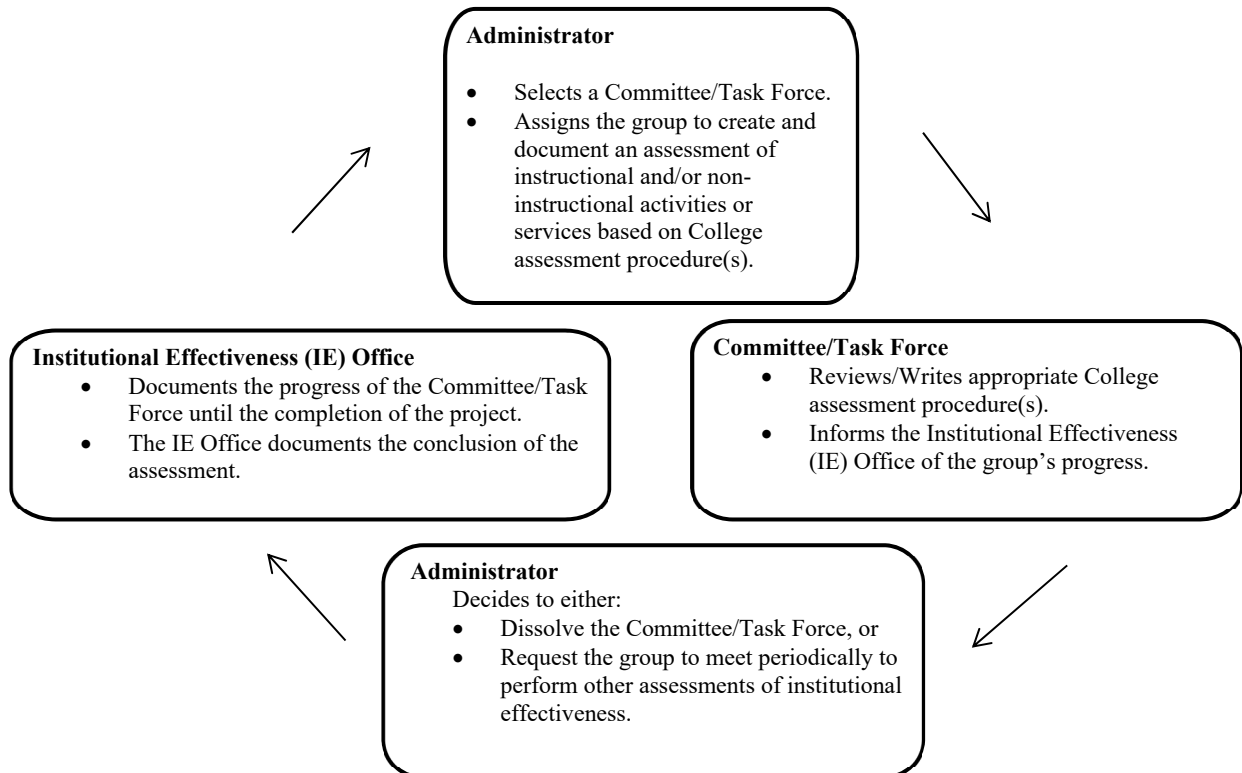 Administrator
• Selects a Committee/Task Force.
• Assigns the group to create and
document an assessment of
instructional and/or non-
instructional activities or
services based on College
assessment procedure(s).
Institutional Effectiveness (IE) Office
• Documents the progress of the Committee/Task
Force until the completion of the project.
• The IE Office documents the conclusion of the
assessment.
Committee/Task Force
• Reviews/Writes appropriate College
assessment procedure(s).
• Informs the Institutional Effectiveness
(IE) Office of the group’s progress.
Administrator
Decides to either:
• Dissolve the Committee/Task Force, or
• Request the group to meet periodically to
perform other assessments of institutional
effectiveness.